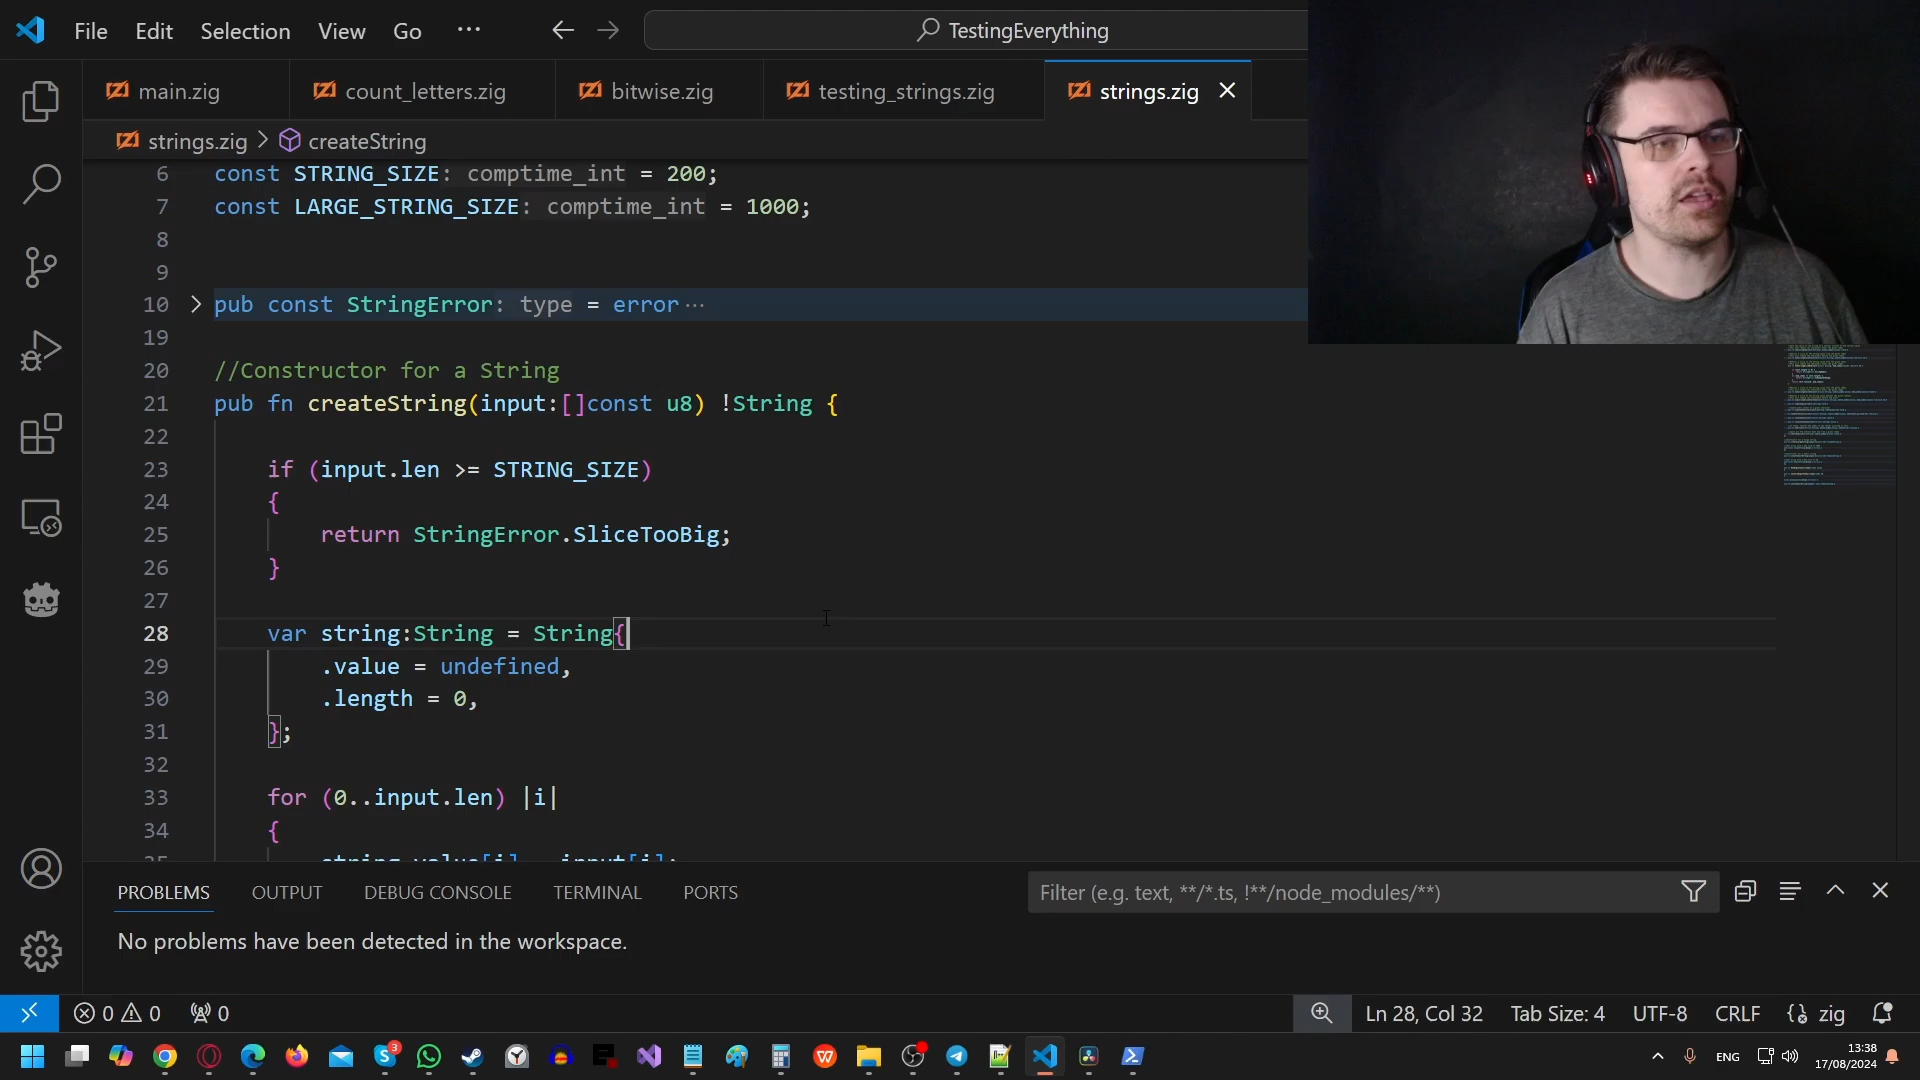 File Edit Selection View Go ··· TestingEverything
main.zig count_letters.zig bitwise.zig testing_strings.zig strings.zig
strings.zig > createString
6 const STRING_SIZE: comptime_int = 200;
7 const LARGE_STRING_SIZE: comptime_int = 1000;
8
9
10 pub const StringError: type = error ···
19
20 //Constructor for a String
21 pub fn createString(input:[]const u8) !String {
22
23 if (input.len >= STRING_SIZE)
24 {
25 return StringError.SliceTooBig;
26 }
27
28 var string:String = String{
29 .value = undefined,
30 .length = 0,
31 };
32
33 for (0..input.len) |i|
34 {
PROBLEMS OUTPUT DEBUG CONSOLE TERMINAL PORTS Filter (e.g. text, **/*.ts, !**/node_modules/**)
No problems have been detected in the workspace.
0 0 0 Ln 28, Col 32 Tab Size: 4 UTF-8 CRLF zig
3 ENG 13:38
17/08/2024